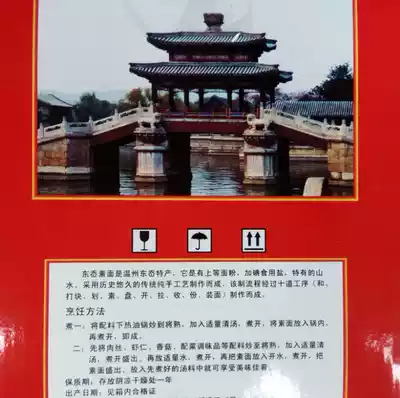 东岙素面是温州东岙特产，它是有上等面粉，加碘食用盐，特有的山
水，采用历史悠久的传统纯手工艺制作而成，该制流程经过十道工序（和、
打块、划、素、盘、开、拉、收、份、装面）制作而成。
烹饪方法
煮一：将配料下热油锅炒到将熟，加入适量清汤，煮开，将素面放入锅内，
再煮开，即成。
二：先将肉丝、虾仁、香菇、配菜调味品等配料炒至将熟，加入适量清
汤，煮开盛出，再放适量水，煮开，再把素面放入开水，煮开，把
素面盛出，放入先煮好的汤料中就可享受美味佳肴。
保质期：存放阴凉干燥处一年
出产日期：见箱内合格证